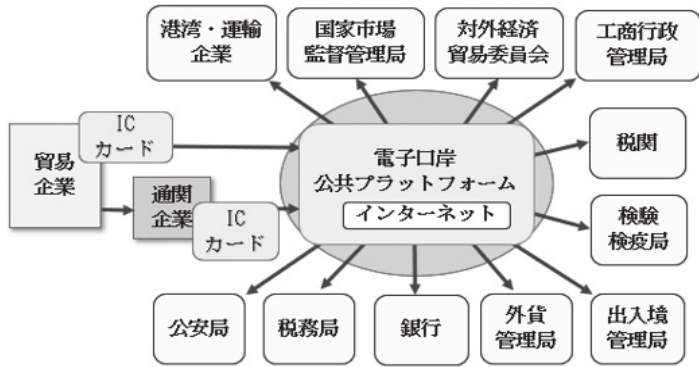 港湾・運輸
企業
国家市場
監督管理局
対外経済
貿易委員会
工商行政
管理局
IC
カード
貿易
企業
通関
企業
IC
カード
電子口岸
公共プラットフォーム
インターネット
税関
検験
検疫局
公安局
税務局
銀行
外貨
管理局
出入境
管理局